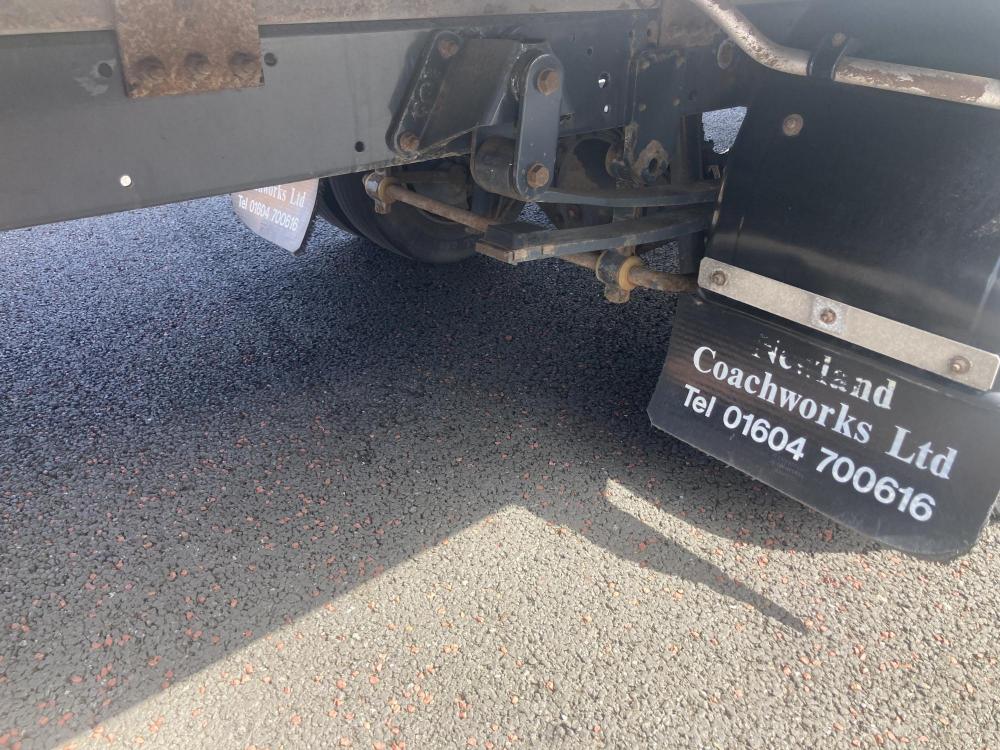 Ltd
Tel 01604 700616
Newland
Coachworks Ltd
Tel 01604 700616